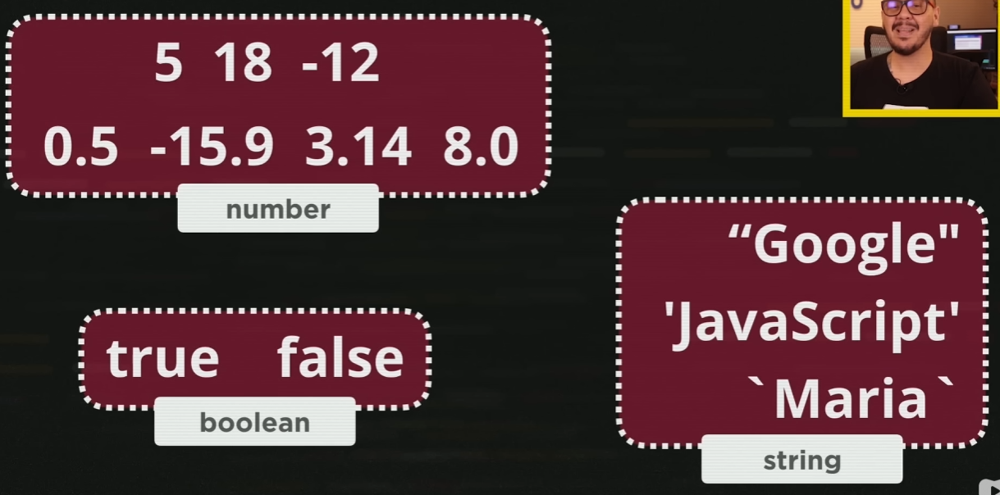 5 18 -12
0.5 -15.9 3.14 8.0
number
true false
boolean
“Google"
'JavaScript'
`Maria`
string